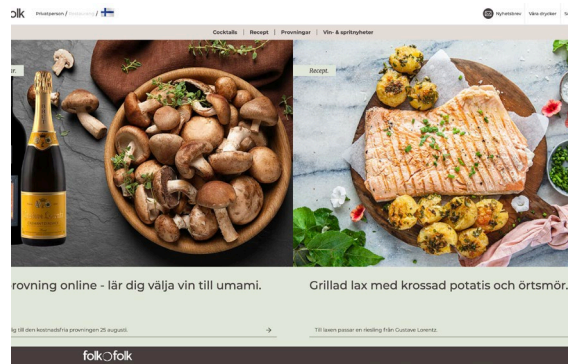 olk Privatperson / / Nyhetsbrev Våra drycker
Cocktails | Recept | Provningar | Vin- & spritnyheter
Recept.
rovning online - lär dig välja vin till umami.
Grillad lax med krossad potatis och örtsmör.
ig till den kostnadsfria provningen 25 augusti.
Till laxen passar en riesling från Gustave Lorentz.
folkofolk